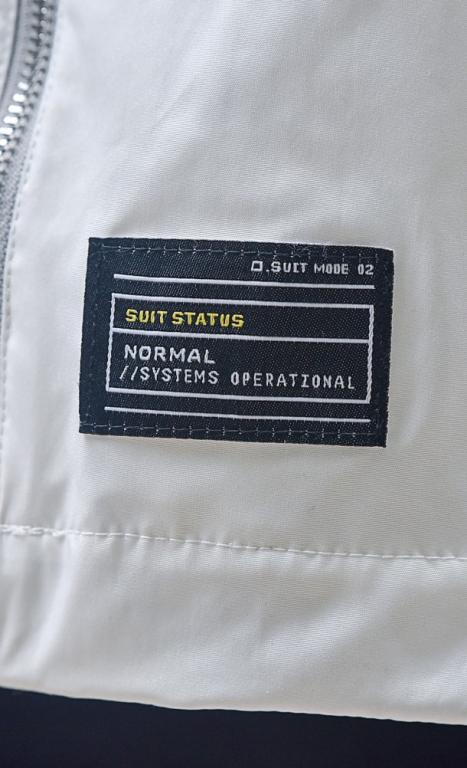 .SUIT MODE 02
SUIT STATUS
NORMAL
//SYSTEMS OPERATIONAL